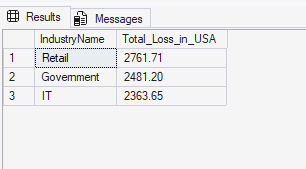 Results Messages
IndustryName Total_Loss_in_USA
1 Retail 2761.71
2 Government 2481.20
3 IT 2363.65